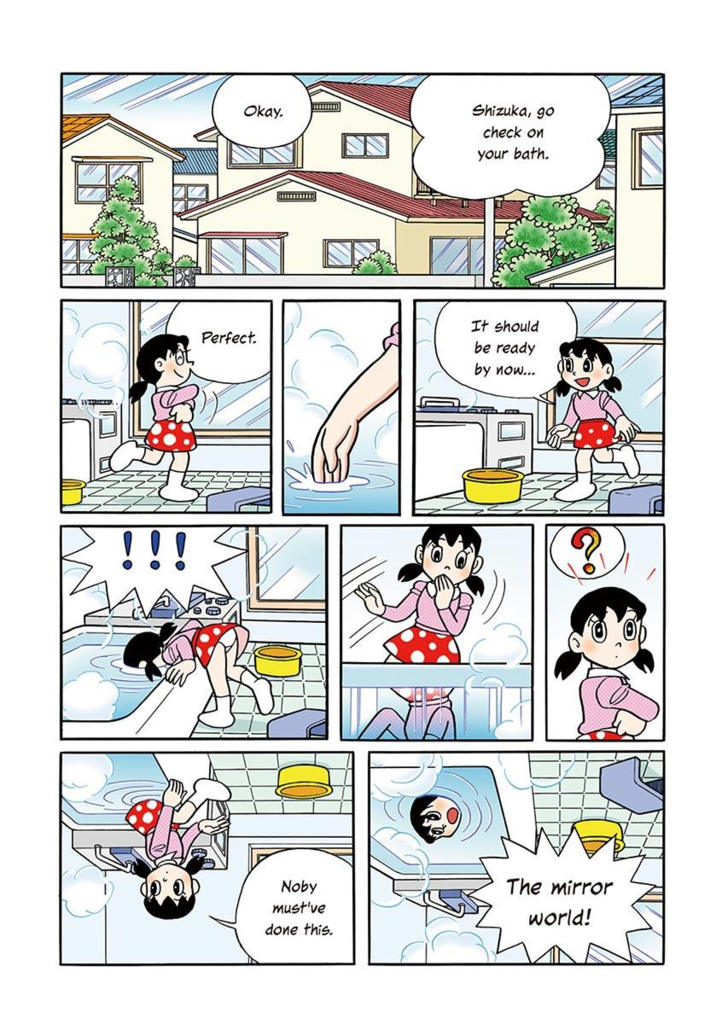 Shizuka, go
check on
your bath.
Okay.
It should
be ready
by now...
Perfect.
?
!!!
The mirror
world!
Noby
must've
done this.